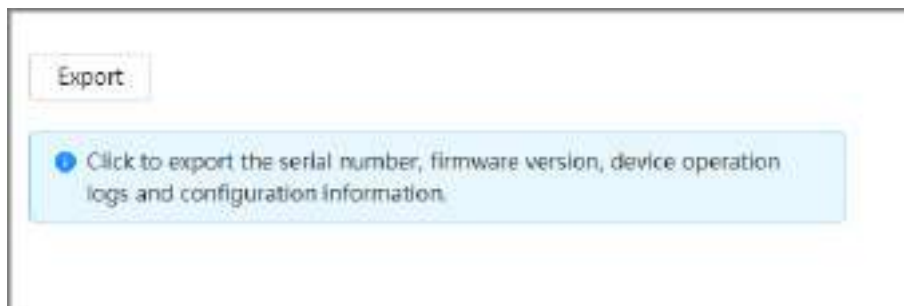 Export
Click to export the serial number, firmware version, device operation
logs and configuration information.